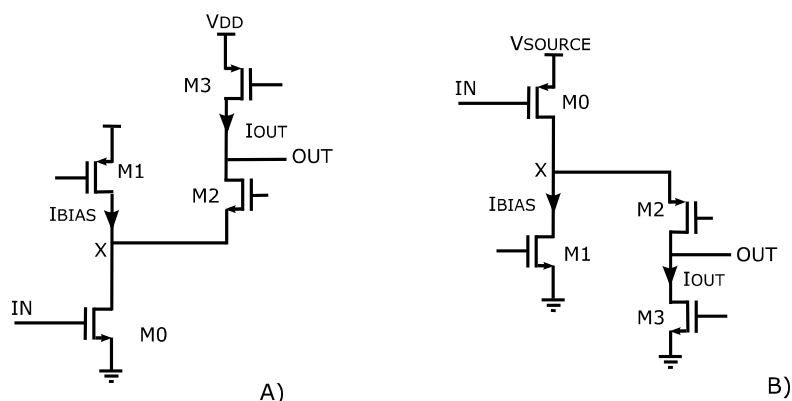 VDD
M3
IOUT
OUT
M1
M2
IBIAS
X
IN
M0
A)
VSOURCE
IN
M0
X
IBIAS
M2
M1
OUT
IOUT
M3
B)